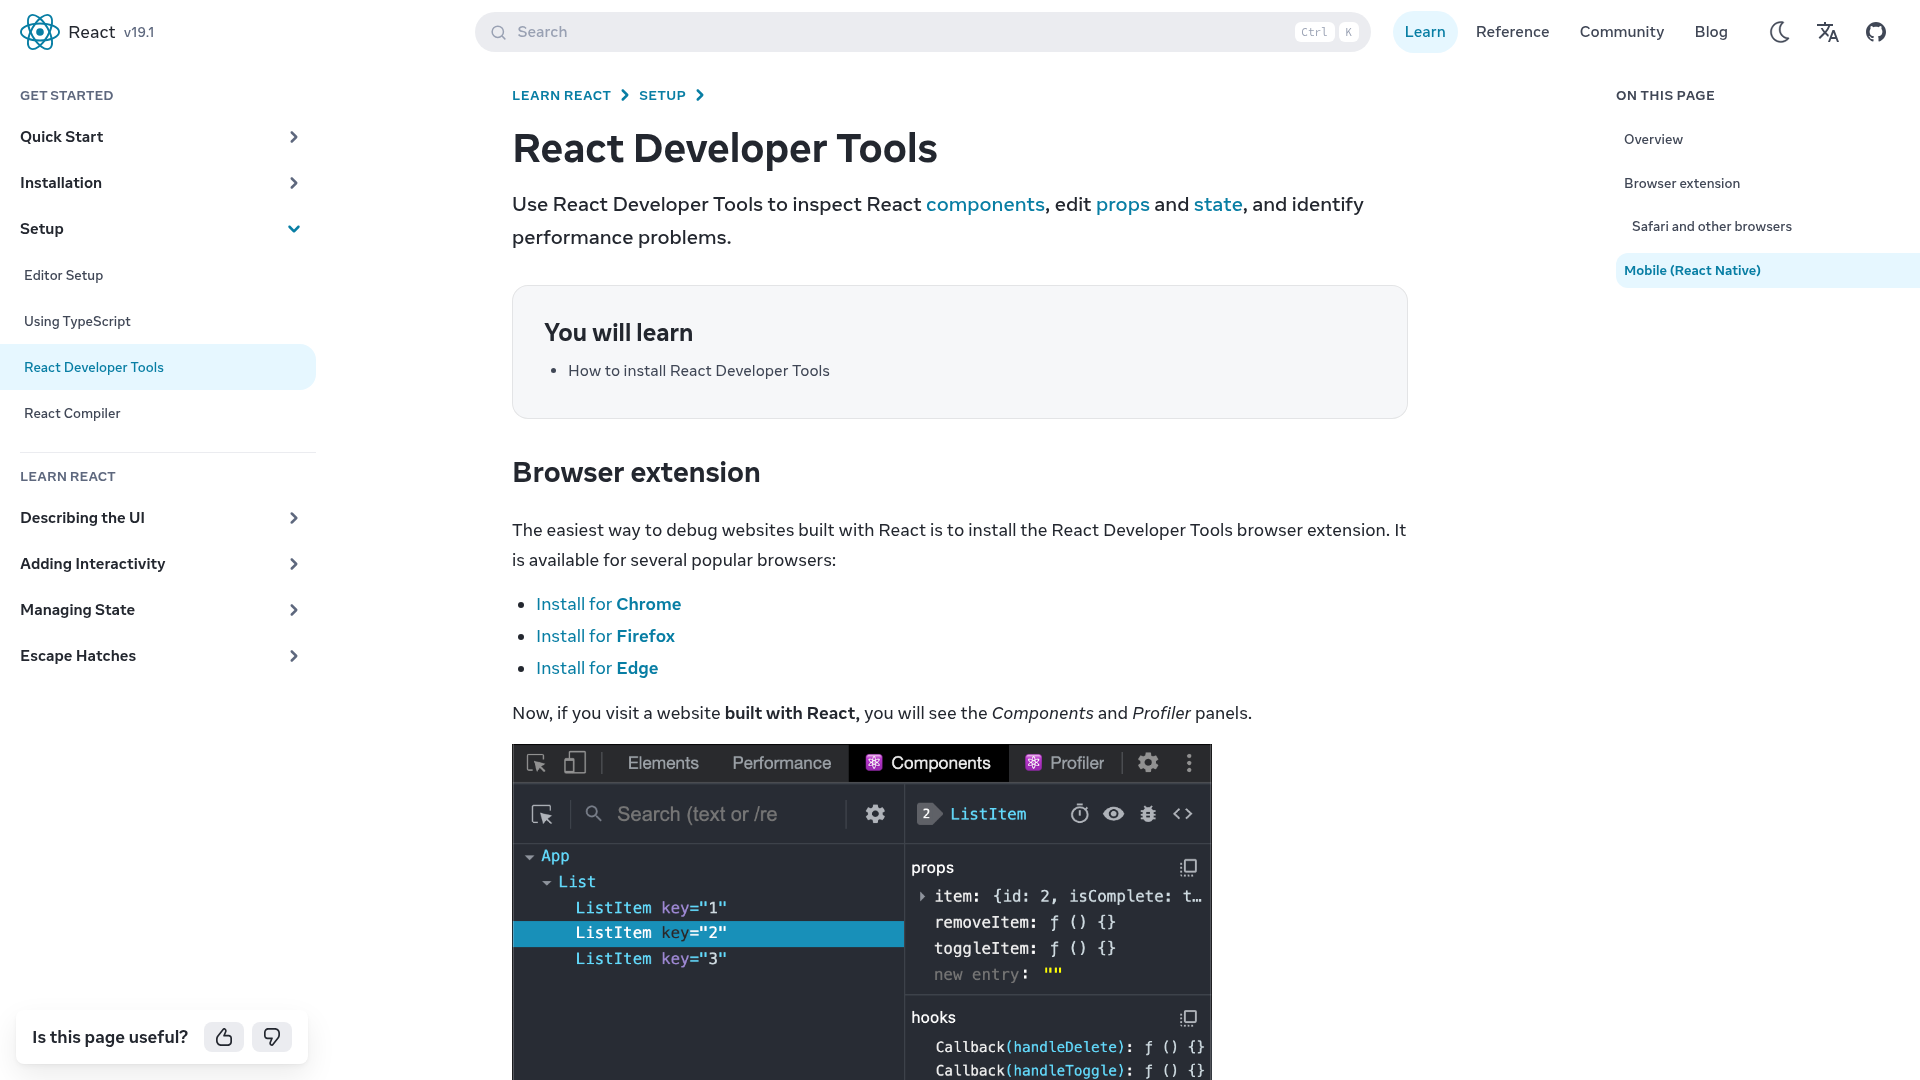 React v19.1
Search
Ctrl K
Learn
Reference
Community
Blog
GET STARTED
Quick Start
Installation
Setup
Editor Setup
Using TypeScript
React Developer Tools
React Compiler
LEARN REACT
Describing the UI
Adding Interactivity
Managing State
Escape Hatches
Is this page useful?
LEARN REACT
SETUP
React Developer Tools
Use React Developer Tools to inspect React components, edit props and state, and identify
performance problems.
You will learn
• How to install React Developer Tools
Browser extension
The easiest way to debug websites built with React is to install the React Developer Tools browser extension. It
is available for several popular browsers:
• Install for Chrome
• Install for Firefox
• Install for Edge
Now, if you visit a website built with React, you will see the Components and Profiler panels.
Elements Performance Components Profiler
Search (text or /re
App
List
ListItem key="1"
ListItem key="2"
ListItem key="3"
2 ListItem
props
item: {id: 2, isComplete: t…
removeItem: ƒ () {}
toggleItem: ƒ () {}
new entry: ""
hooks
Callback(handleDelete): ƒ () {}
Callback(handleToggle): ƒ () {}
ON THIS PAGE
Overview
Browser extension
Safari and other browsers
Mobile (React Native)